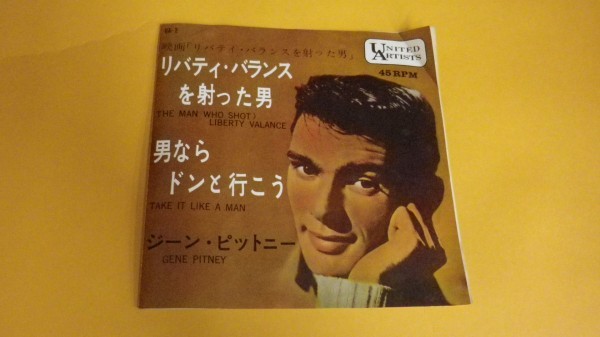 映画「リバティ・バランスを射った男」
UNITED
ARTISTS
45 RPM
リバティ・バランス
を射った男
(THE MAN WHO SHOT)
LIBERTY VALANCE
男なら
ドンと行こう
TAKE IT LIKE A MAN
ジーン・ピットニー
GENE PITNEY